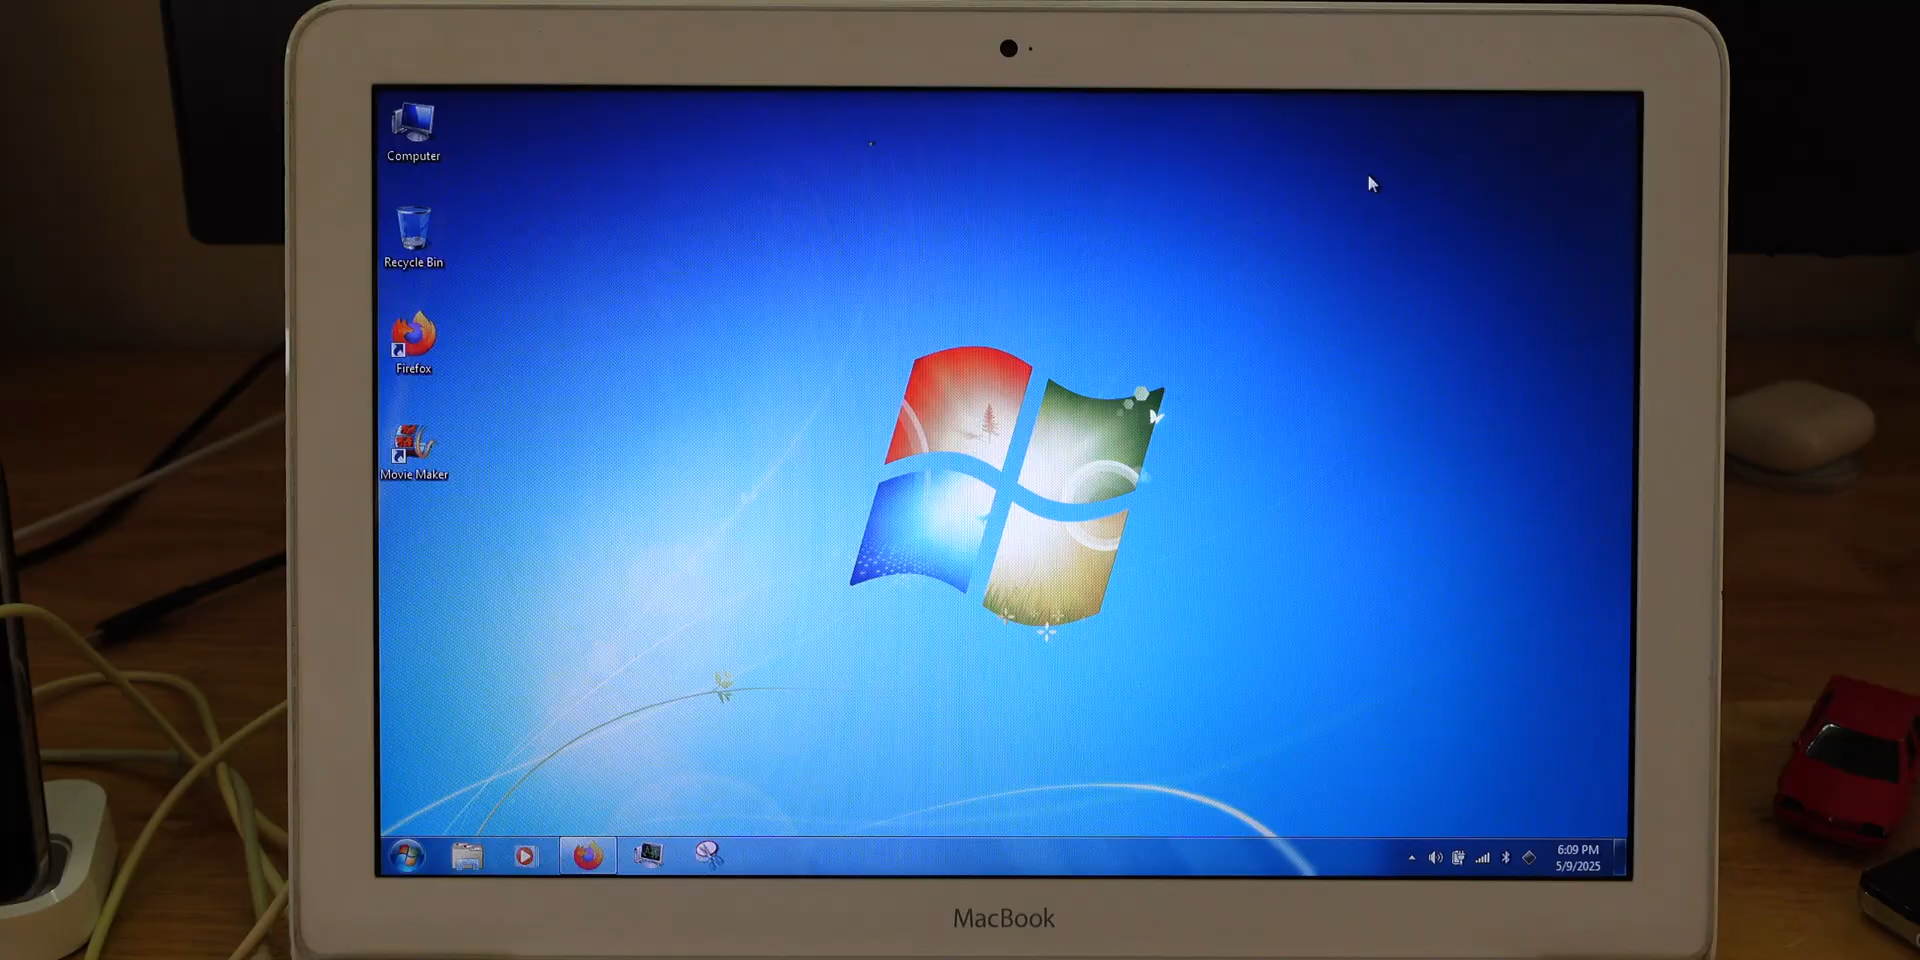 Computer
Recycle Bin
Firefox
Movie Maker
6:09 PM
5/9/2025
MacBook